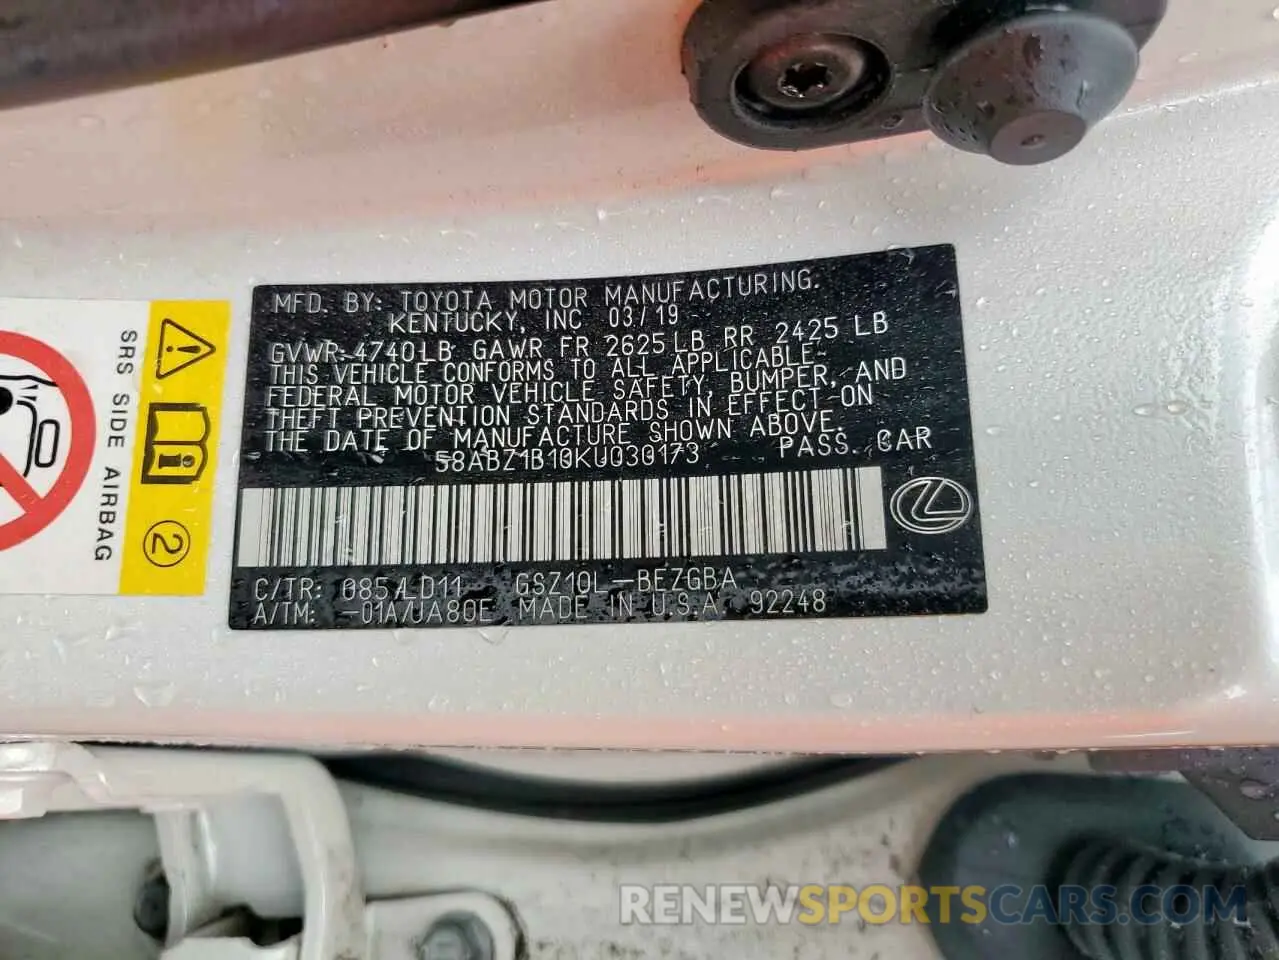 MFD. BY: TOYOTA MOTOR MANUFACTURING.
KENTUCKY, INC 03/19
GVWR 4740LB GAWR FR 2625LB RR 2425LB
THIS VEHICLE CONFORMS TO ALL APPLICABLE
FEDERAL MOTOR VEHICLE SAFETY, BUMPER, AND
THEFT PREVENTION STANDARDS IN EFFECT ON
THE DATE OF MANUFACTURE SHOWN ABOVE.
58ABZ1B10KU030173 PASS. CAR
C/TR: 085/LD11 GSZ10L-BEZGBA
A/TM: -01A/UA80E MADE IN U.S.A. 92248
SRS SIDE AIRBAG
2
RENEWSPORTSCARS.COM